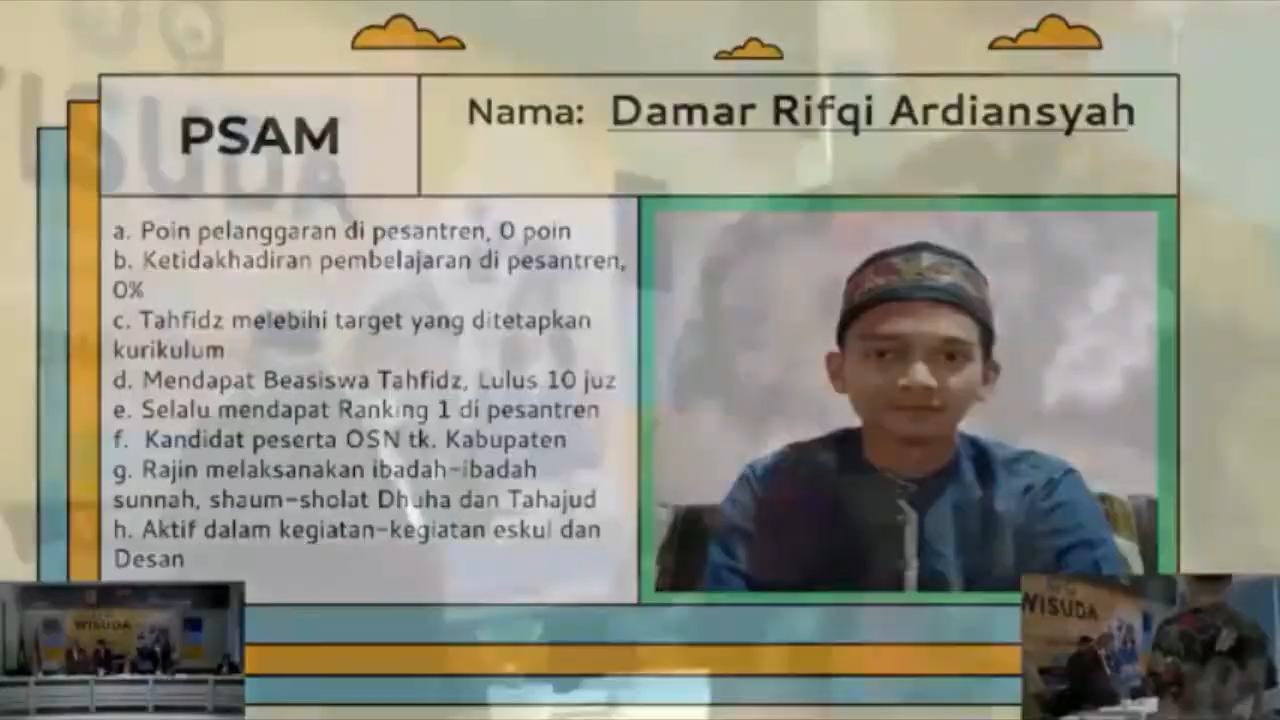 PSAM
Nama: Damar Rifqi Ardiansyah
a. Poin pelanggaran di pesantren, 0 poin
b. Ketidakhadiran pembelajaran di pesantren,
0%
c. Tahfidz melebihi target yang ditetapkan
kurikulum
d. Mendapat Beasiswa Tahfidz, Lulus 10 juz
e. Selalu mendapat Ranking 1 di pesantren
f. Kandidat peserta OSN tk. Kabupaten
g. Rajin melaksanakan ibadah-ibadah
sunnah, shaum-sholat Dhuha dan Tahajud
h. Aktif dalam kegiatan-kegiatan eskul dan
Desan
WISUDA
WISUDA